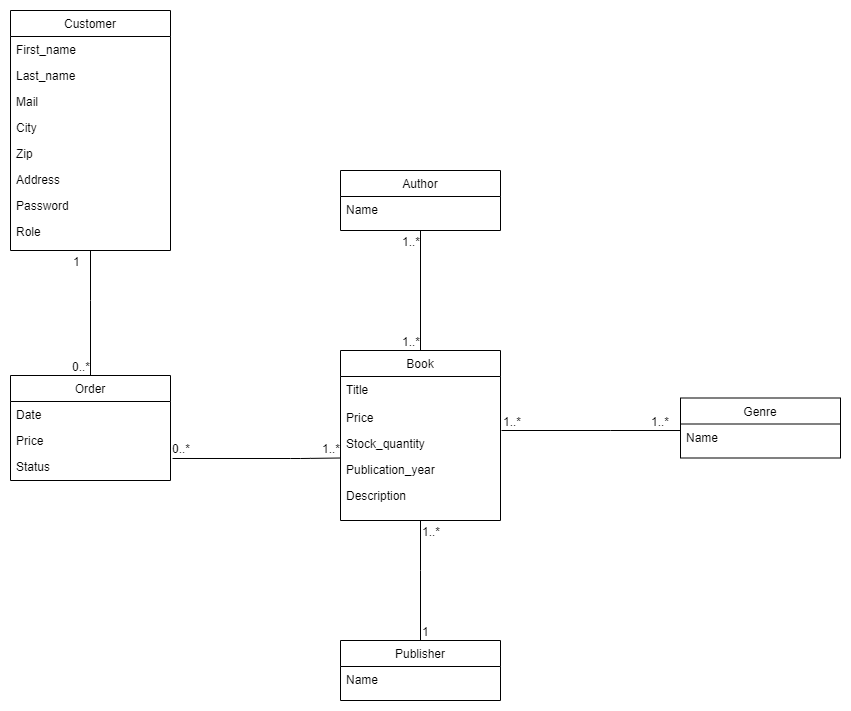 Customer
First_name
Last_name
Mail
City
Zip
Address
Password
Role
1
0..*
Order
Date
Price
Status
0..*
1..*
Author
Name
1..*
1..*
Book
Title
Price
Stock_quantity
Publication_year
Description
1..*
1..*
Genre
Name
1..*
1
Publisher
Name